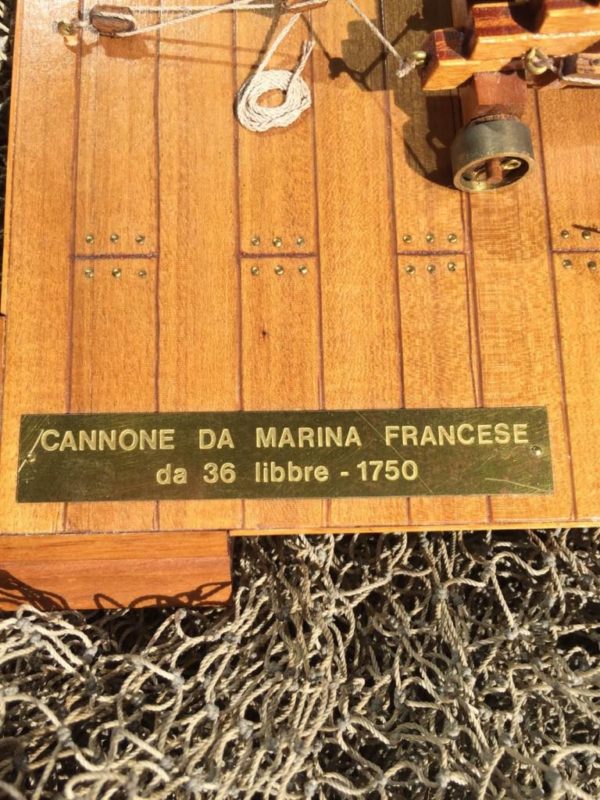 CANNONE DA MARINA FRANCESE
da 36 libbre - 1750